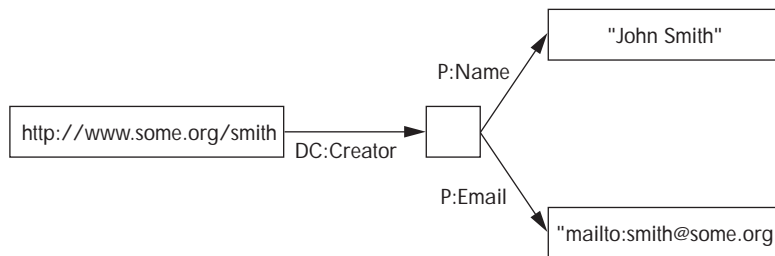 "John Smith"
P:Name
http://www.some.org/smith
DC:Creator
P:Email
"mailto:smith@some.org